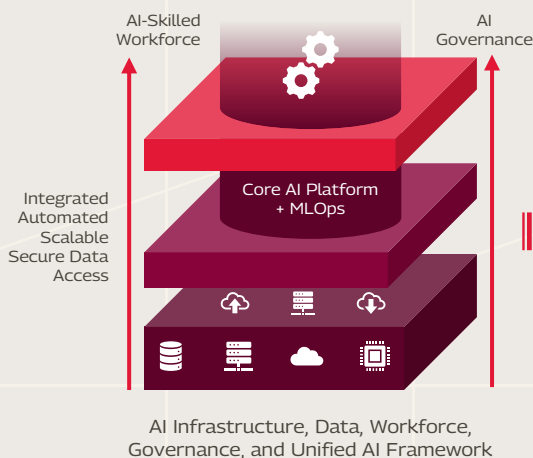 AI-Skilled
Workforce
AI
Governance
Core AI Platform
+ MLOps
Integrated
Automated
Scalable
Secure Data
Access
AI Infrastructure, Data, Workforce,
Governance, and Unified AI Framework